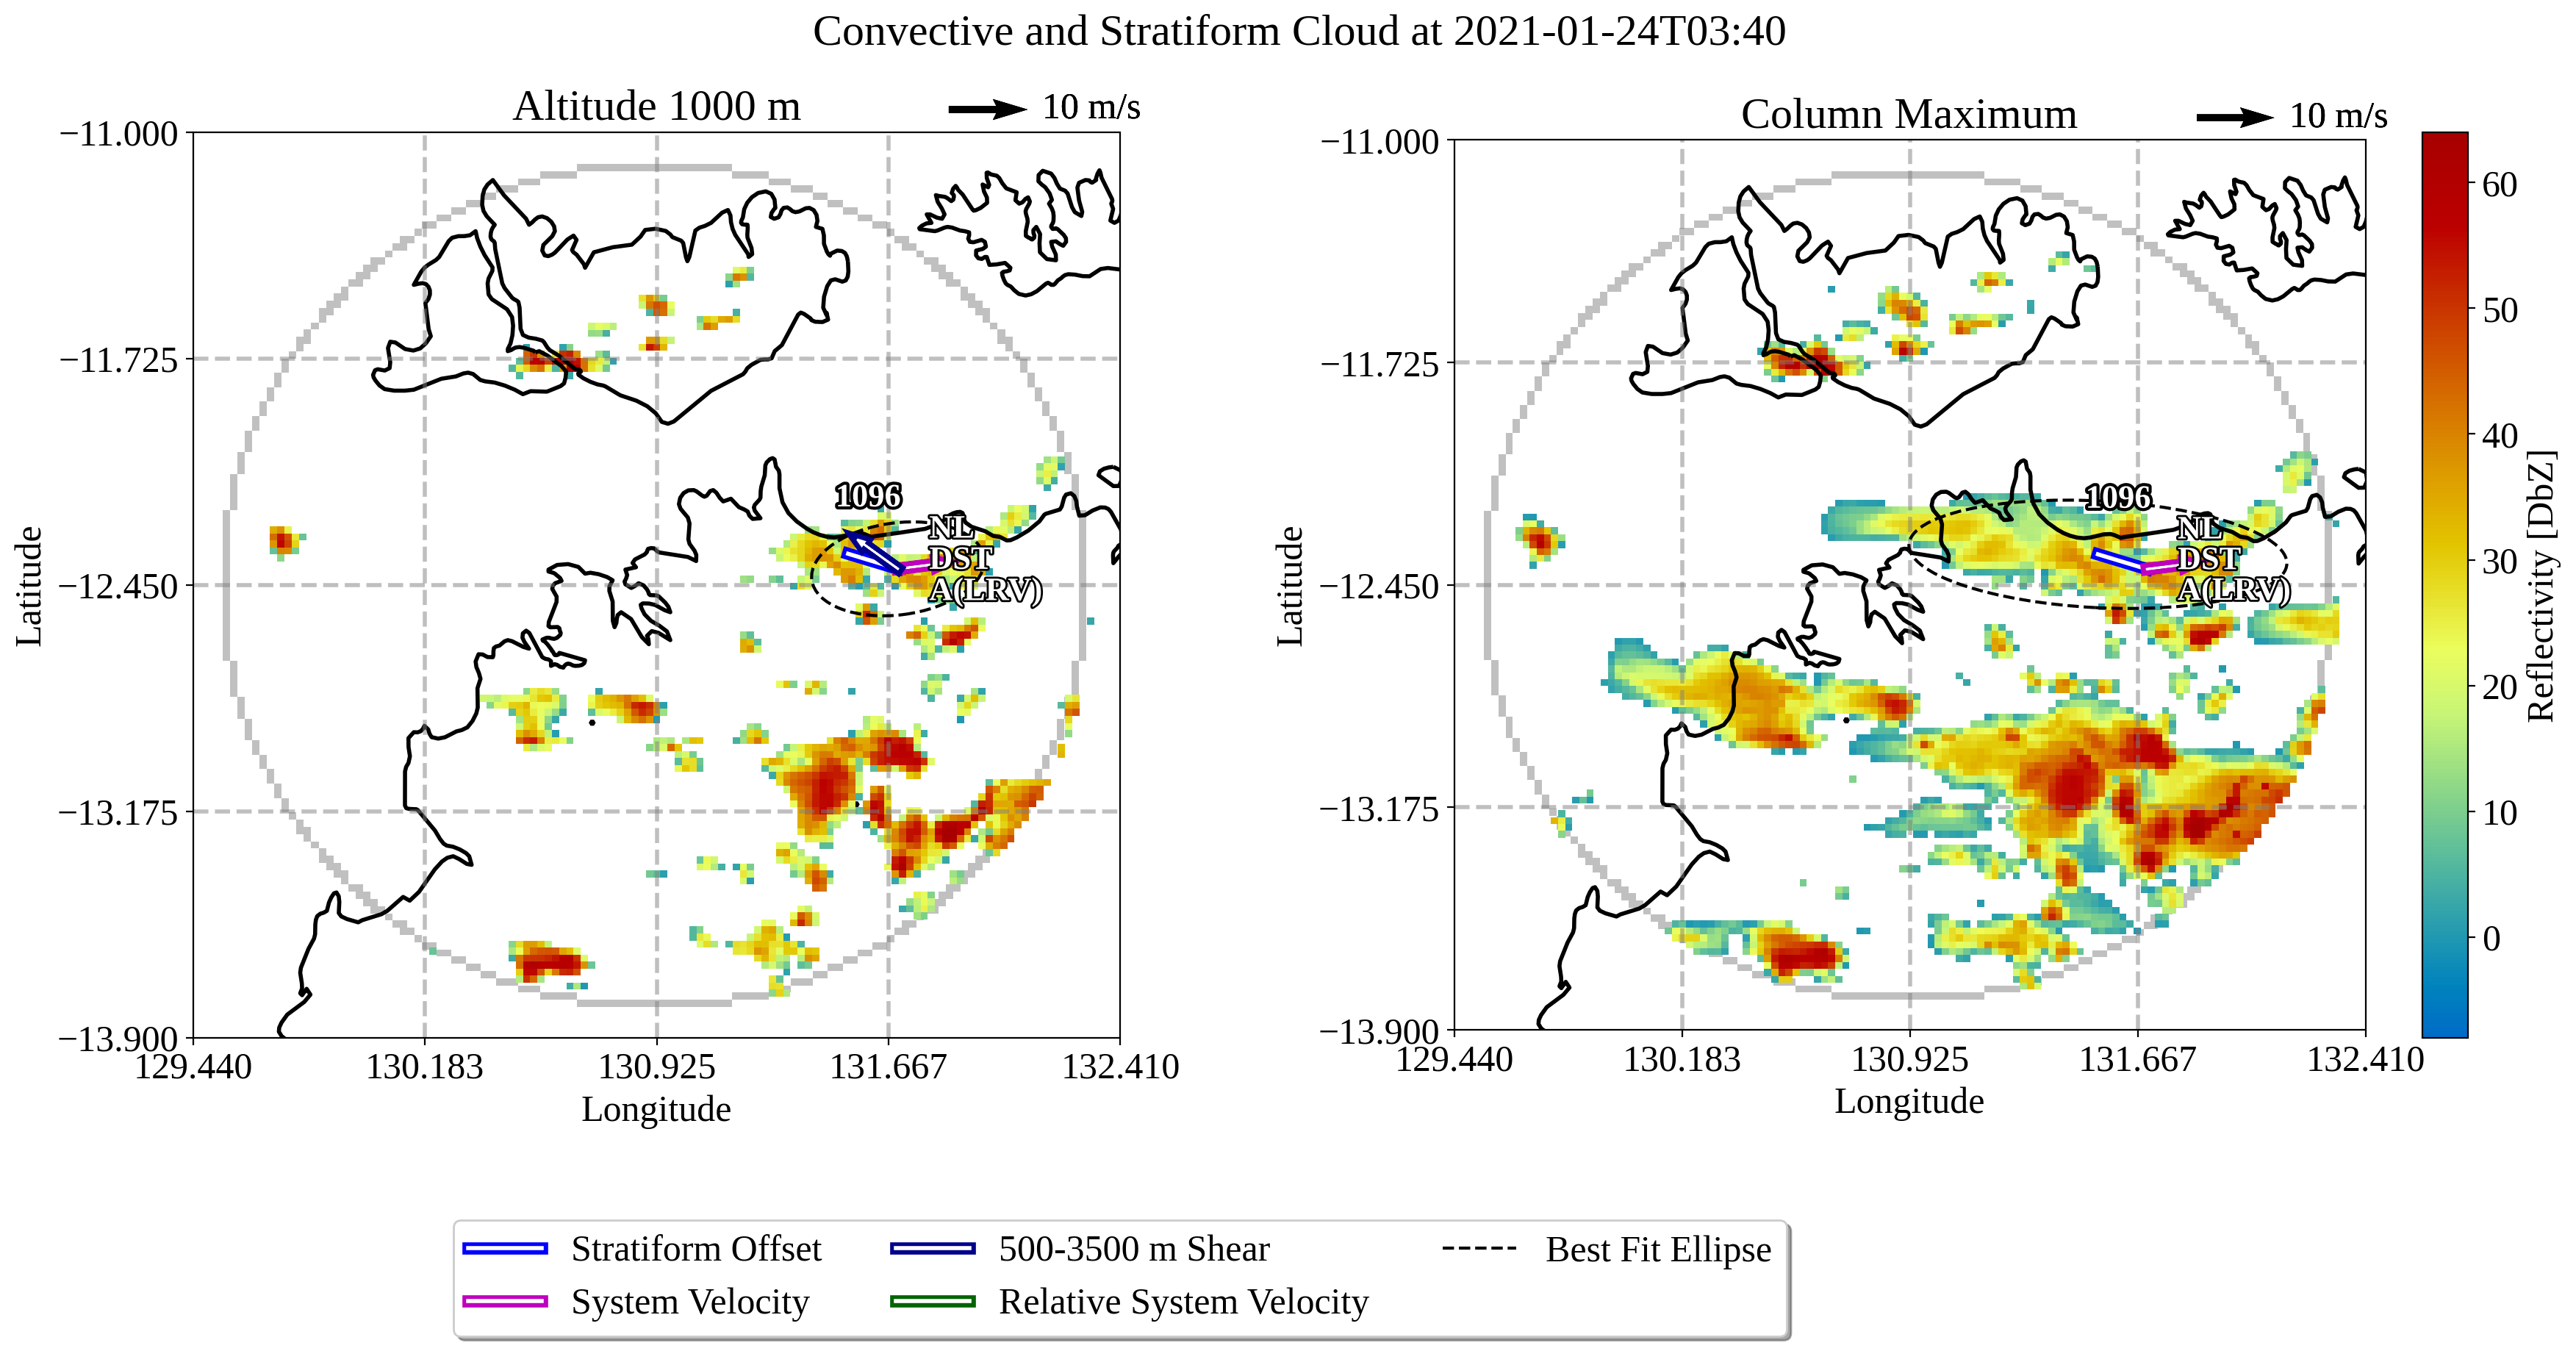 Convective and Stratiform Cloud at 2021-01-24T03:40
Altitude 1000 m
10 m/s
−11.000
−11.725
−12.450
−13.175
−13.900
129.440
130.183
130.925
131.667
132.410
Latitude
Longitude
1096
NL
DST
A(LRV)
Column Maximum
10 m/s
−11.000
−11.725
−12.450
−13.175
−13.900
129.440
130.183
130.925
131.667
132.410
Latitude
Longitude
1096
NL
DST
A(LRV)
60
50
40
30
20
10
0
Reflectivity [DbZ]
Stratiform Offset
500-3500 m Shear
Best Fit Ellipse
System Velocity
Relative System Velocity